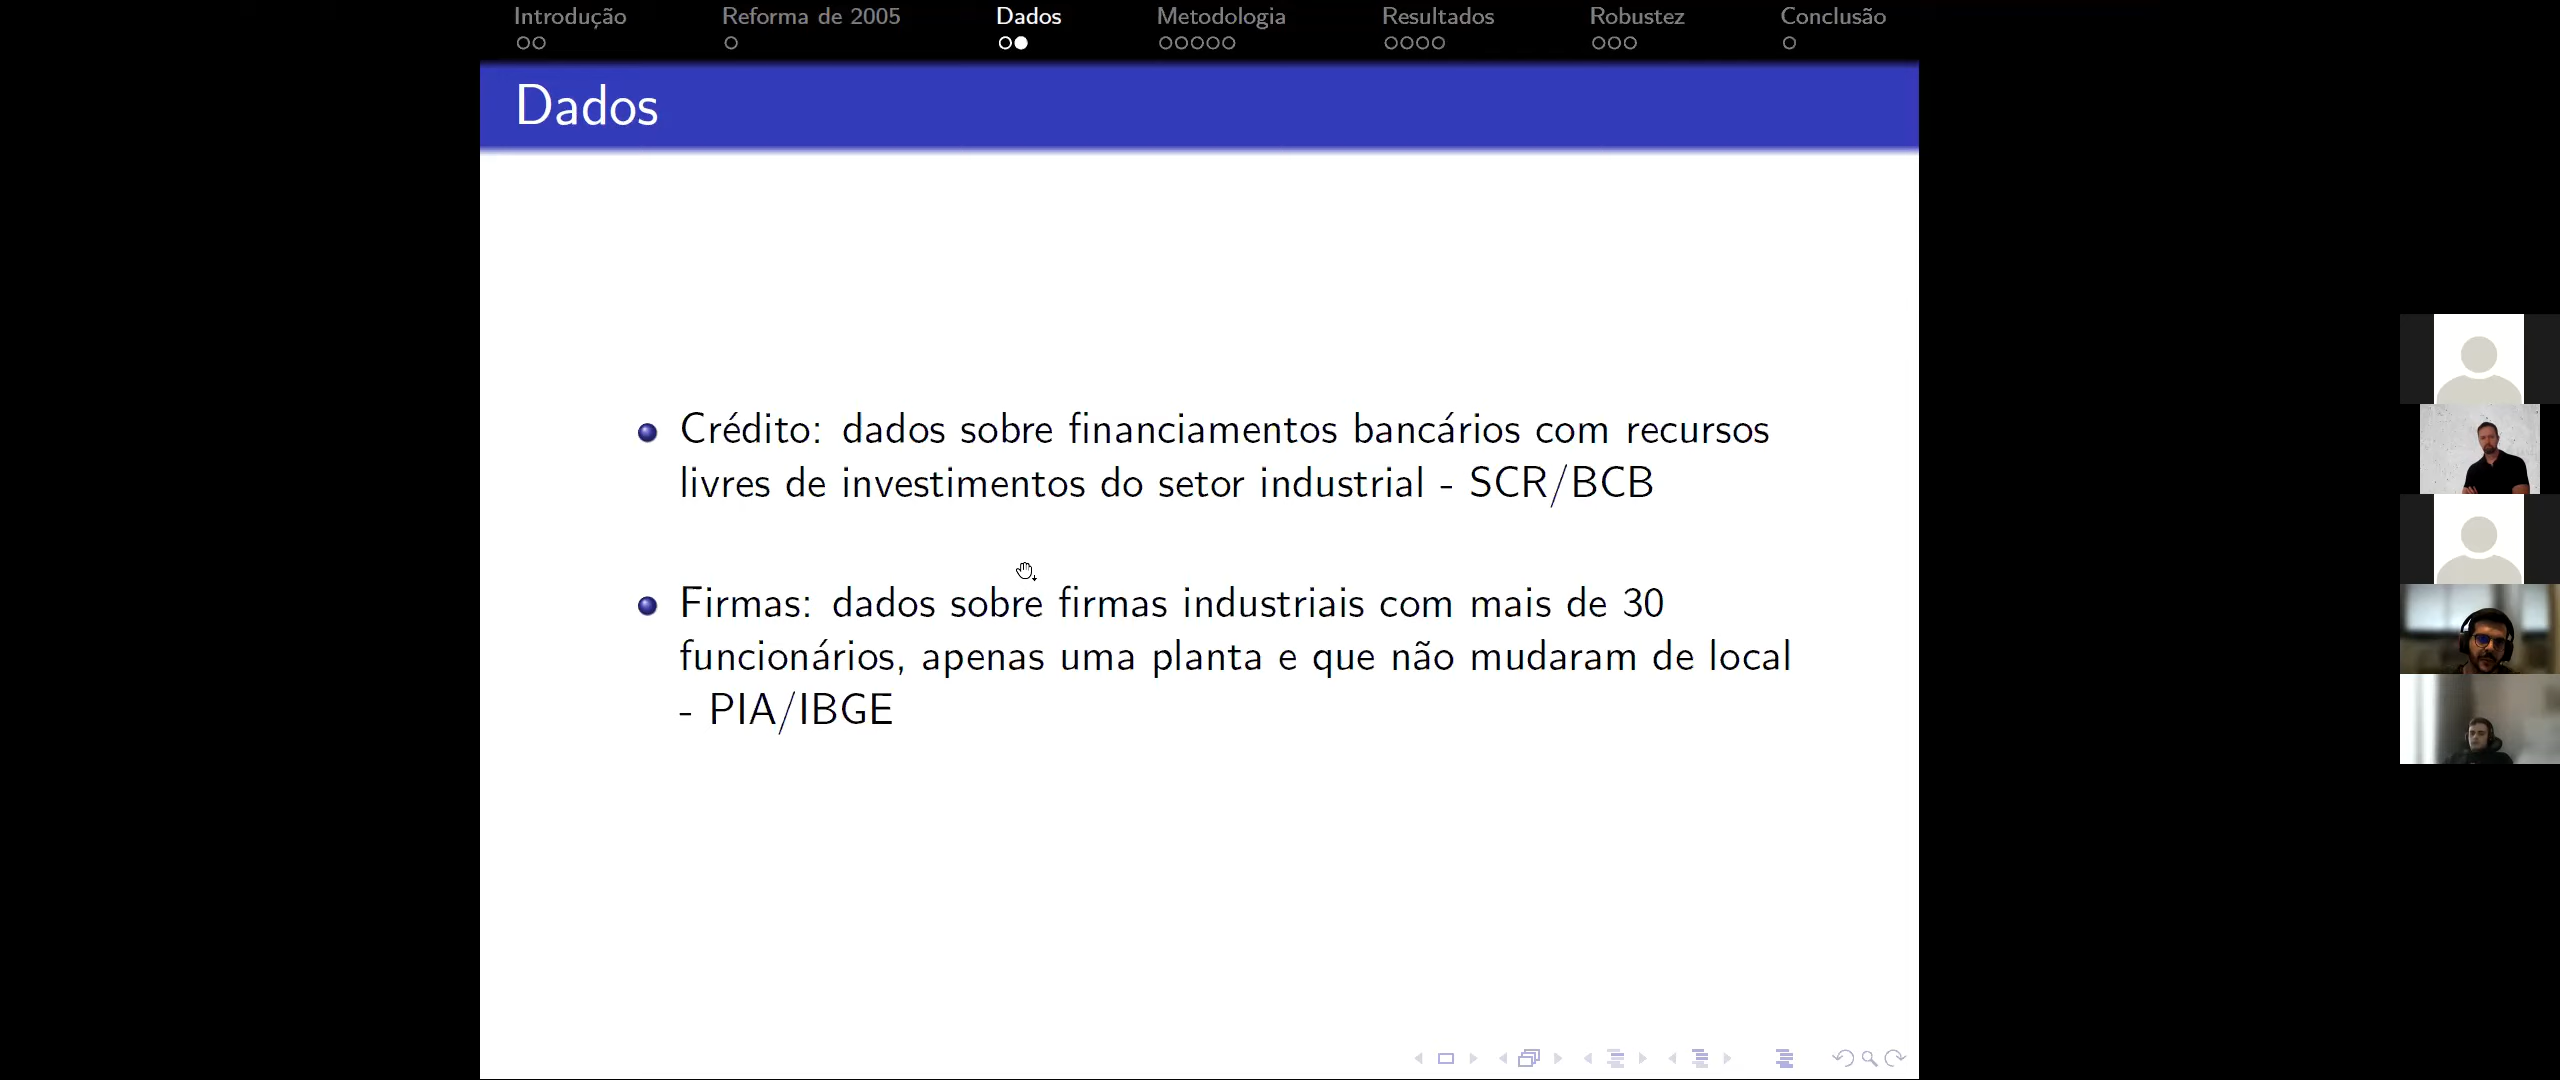 Introdução Reforma de 2005 Dados Metodologia Resultados Robustez Conclusão
Dados
Crédito: dados sobre financiamentos bancários com recursos
livres de investimentos do setor industrial - SCR/BCB
Firmas: dados sobre firmas industriais com mais de 30
funcionários, apenas uma planta e que não mudaram de local
- PIA/IBGE